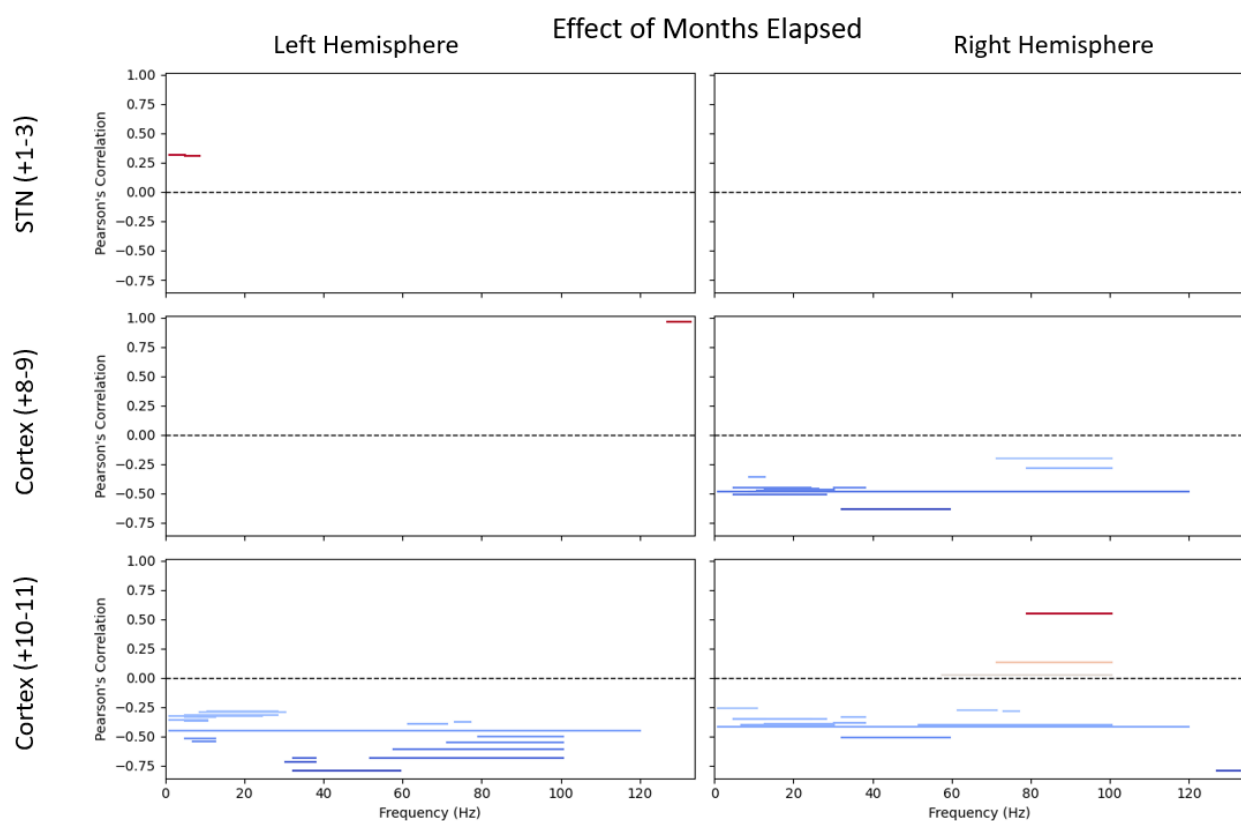 Effect of Months Elapsed
Left Hemisphere
Right Hemisphere
STN (+1-3)
Pearson's Correlation
1.00
0.75
0.50
0.25
0.00
−0.25
−0.50
−0.75
Cortex (+8-9)
Pearson's Correlation
1.00
0.75
0.50
0.25
0.00
−0.25
−0.50
−0.75
Cortex (+10-11)
Pearson's Correlation
1.00
0.75
0.50
0.25
0.00
−0.25
−0.50
−0.75
0 20 40 60 80 100 120
0 20 40 60 80 100 120
Frequency (Hz)
Frequency (Hz)